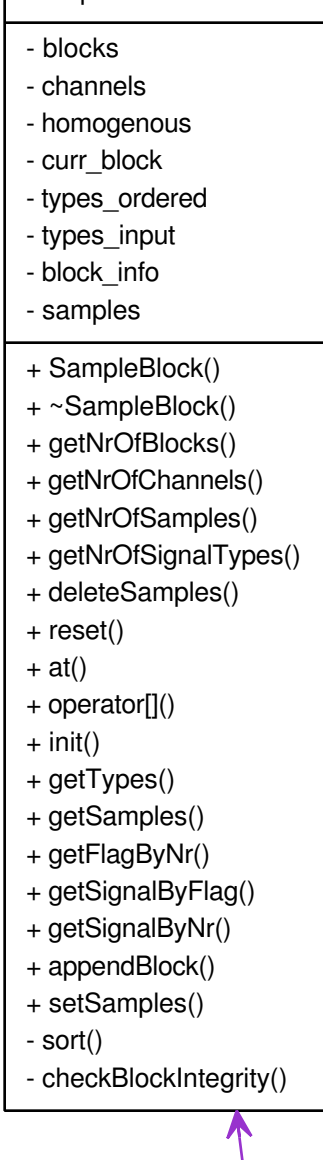 - blocks
- channels
- homogenous
- curr_block
- types_ordered
- types_input
- block_info
- samples
+ SampleBlock()
+ ~SampleBlock()
+ getNrOfBlocks()
+ getNrOfChannels()
+ getNrOfSamples()
+ getNrOfSignalTypes()
+ deleteSamples()
+ reset()
+ at()
+ operator[]()
+ init()
+ getTypes()
+ getSamples()
+ getFlagByNr()
+ getSignalByFlag()
+ getSignalByNr()
+ appendBlock()
+ setSamples()
- sort()
- checkBlockIntegrity()